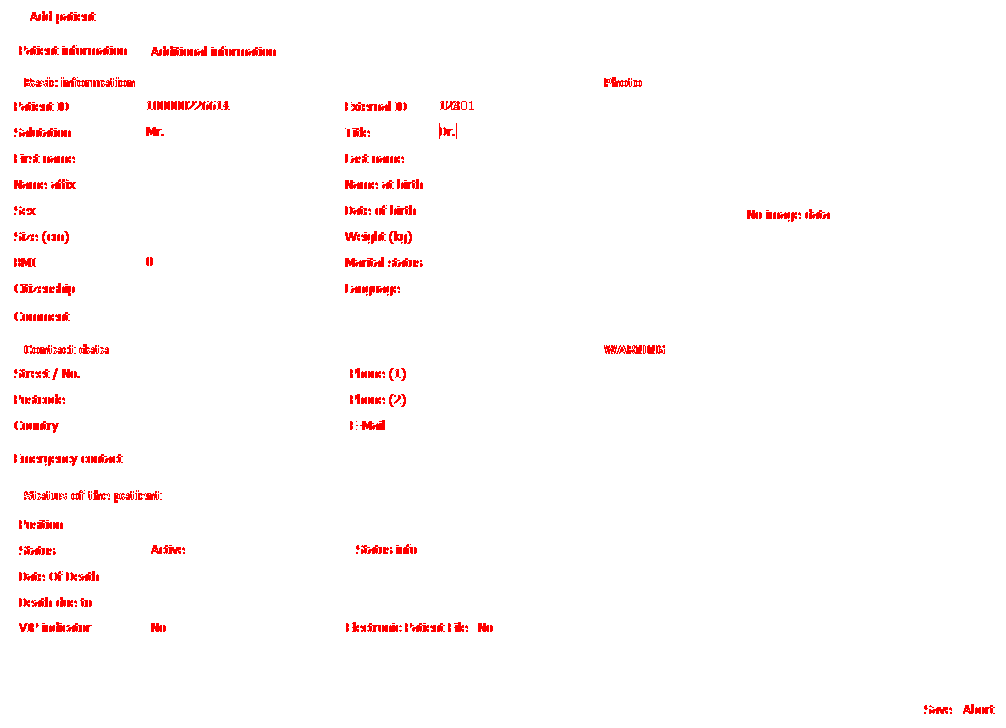 Add patient
Patient information Additional information
Basic information Photo
Patient ID 100000226614 External ID 12801
Salutation Mr. Title Dr.
First name Last name
Name affix Name at birth
Sex Date of birth
No image data
Size (cm) Weight (kg)
BMI 0 Marital status
Citizenship Language
Comment
Contact data WARNING
Street / No. Phone (1)
Postcode Phone (2)
Country E-Mail
Emergency contact
Status of the patient
Position
Status Active Status info
Date Of Death
Death due to
VIP indicator No Electronic Patient File No
Save Abort